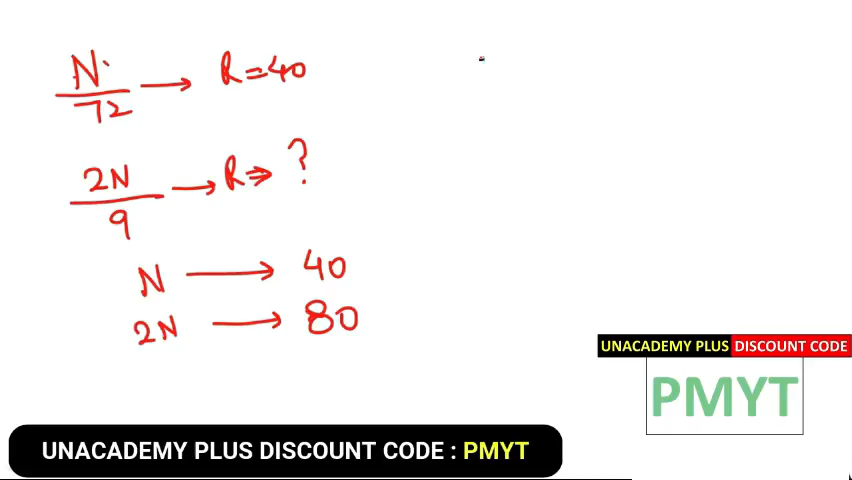 N
72 → R = 40
2N
9 → R ⇒ ?
N → 40
2N → 80
UNACADEMY PLUS DISCOUNT CODE
PMYT
UNACADEMY PLUS DISCOUNT CODE : PMYT